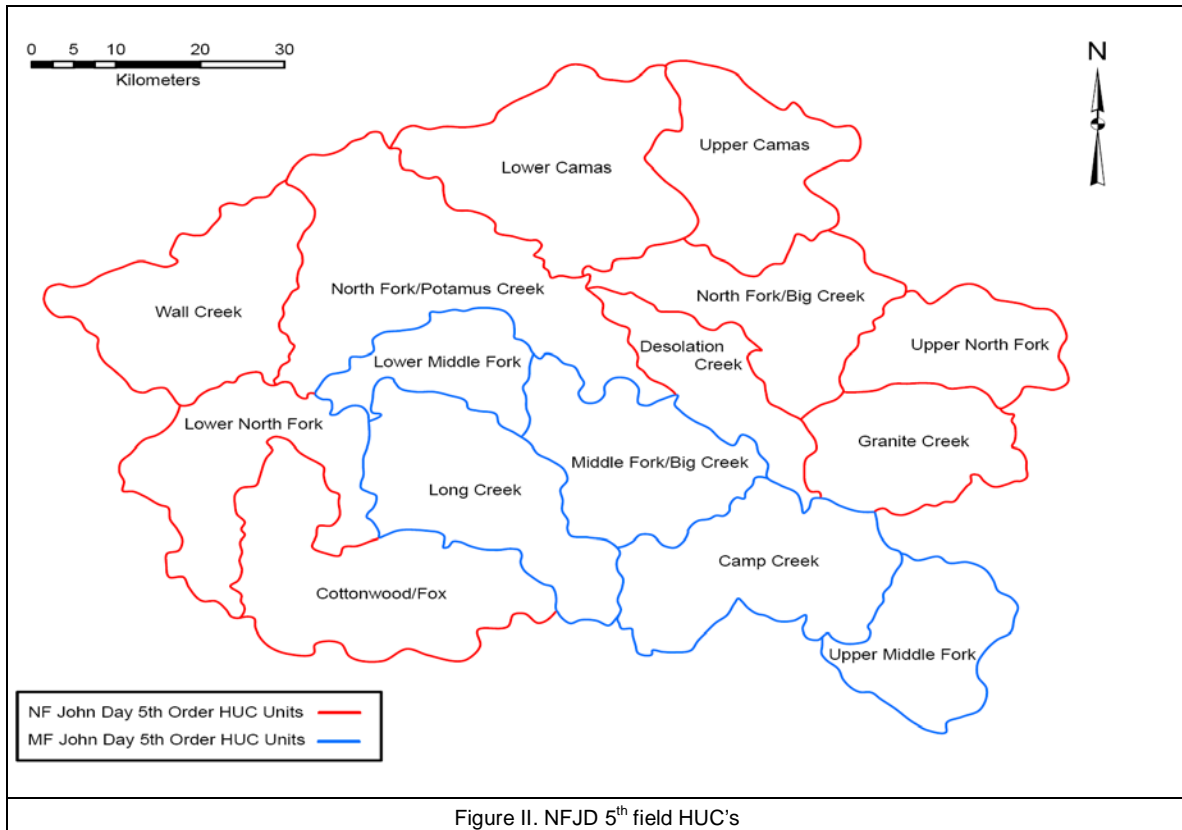 0 5 10 20 30
Kilometers
N
Upper Camas
Lower Camas
North Fork/Potamus Creek
North Fork/Big Creek
Wall Creek
Desolation
Creek
Upper North Fork
Lower Middle Fork
Lower North Fork
Granite Creek
Middle Fork/Big Creek
Long Creek
Camp Creek
Cottonwood/Fox
Upper Middle Fork
NF John Day 5th Order HUC Units
MF John Day 5th Order HUC Units
Figure II. NFJD 5th field HUC's